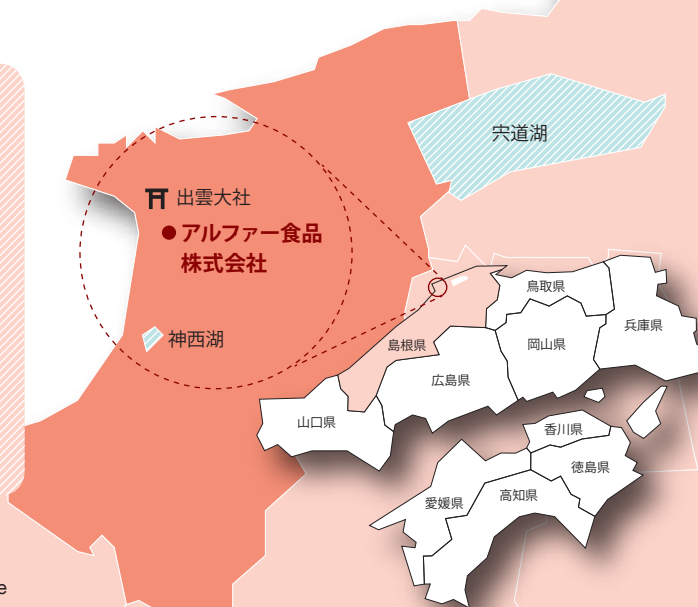 宍道湖
出雲大社
アルファー食品
株式会社
神西湖
鳥取県
兵庫県
島根県
岡山県
広島県
山口県
香川県
徳島県
愛媛県
高知県
e